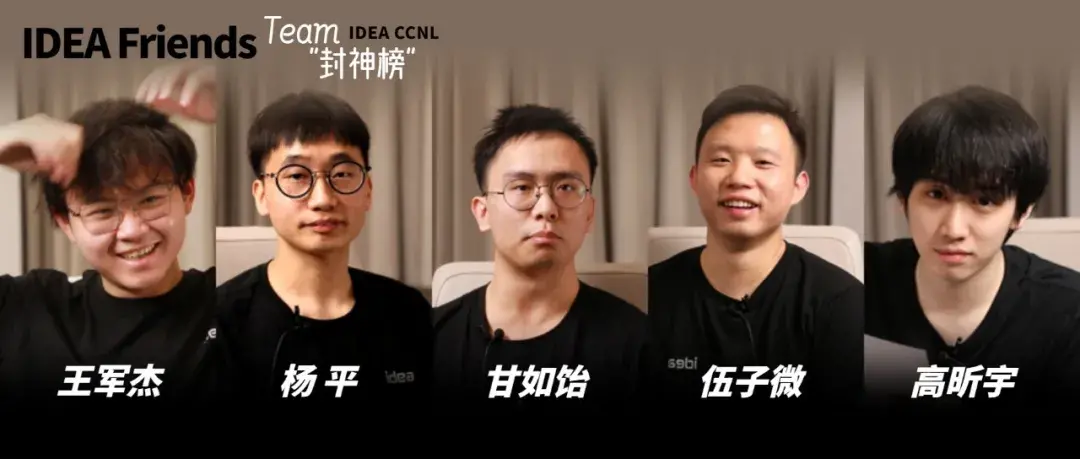 IDEA Friends
Team IDEA CCNL
"封神榜"
idea
idea
王军杰
杨平
甘如饴
伍子微
高昕宇